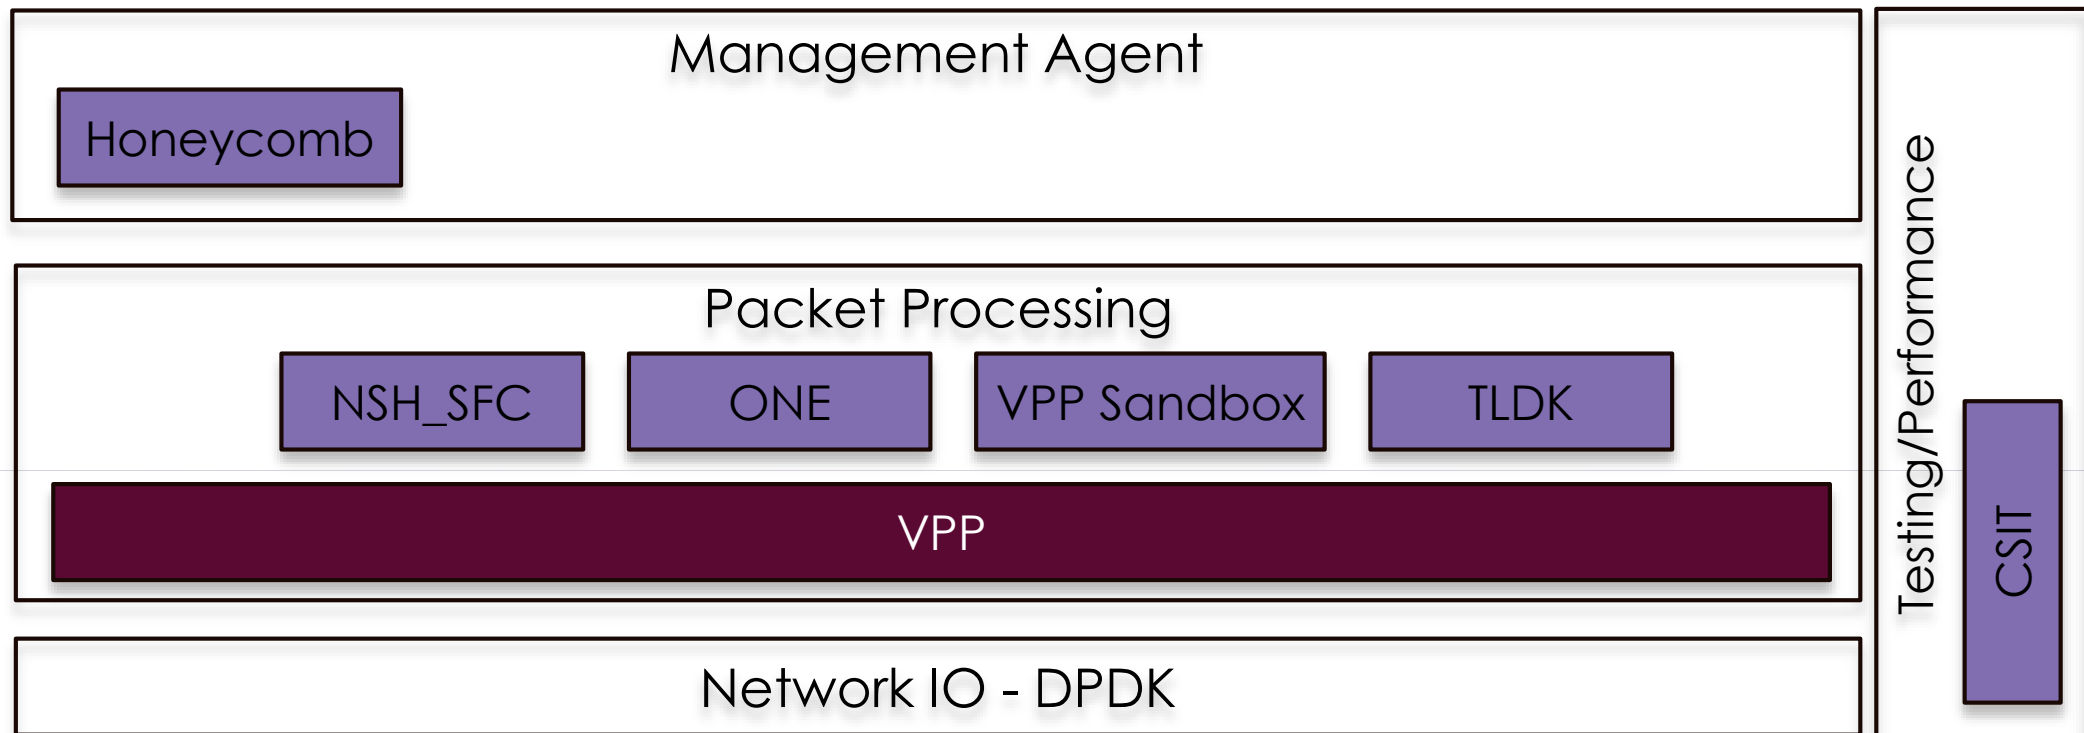 Management Agent
Honeycomb
Packet Processing
NSH_SFC
ONE
VPP Sandbox
TLDK
VPP
Network IO - DPDK
Testing/Performance
CSIT